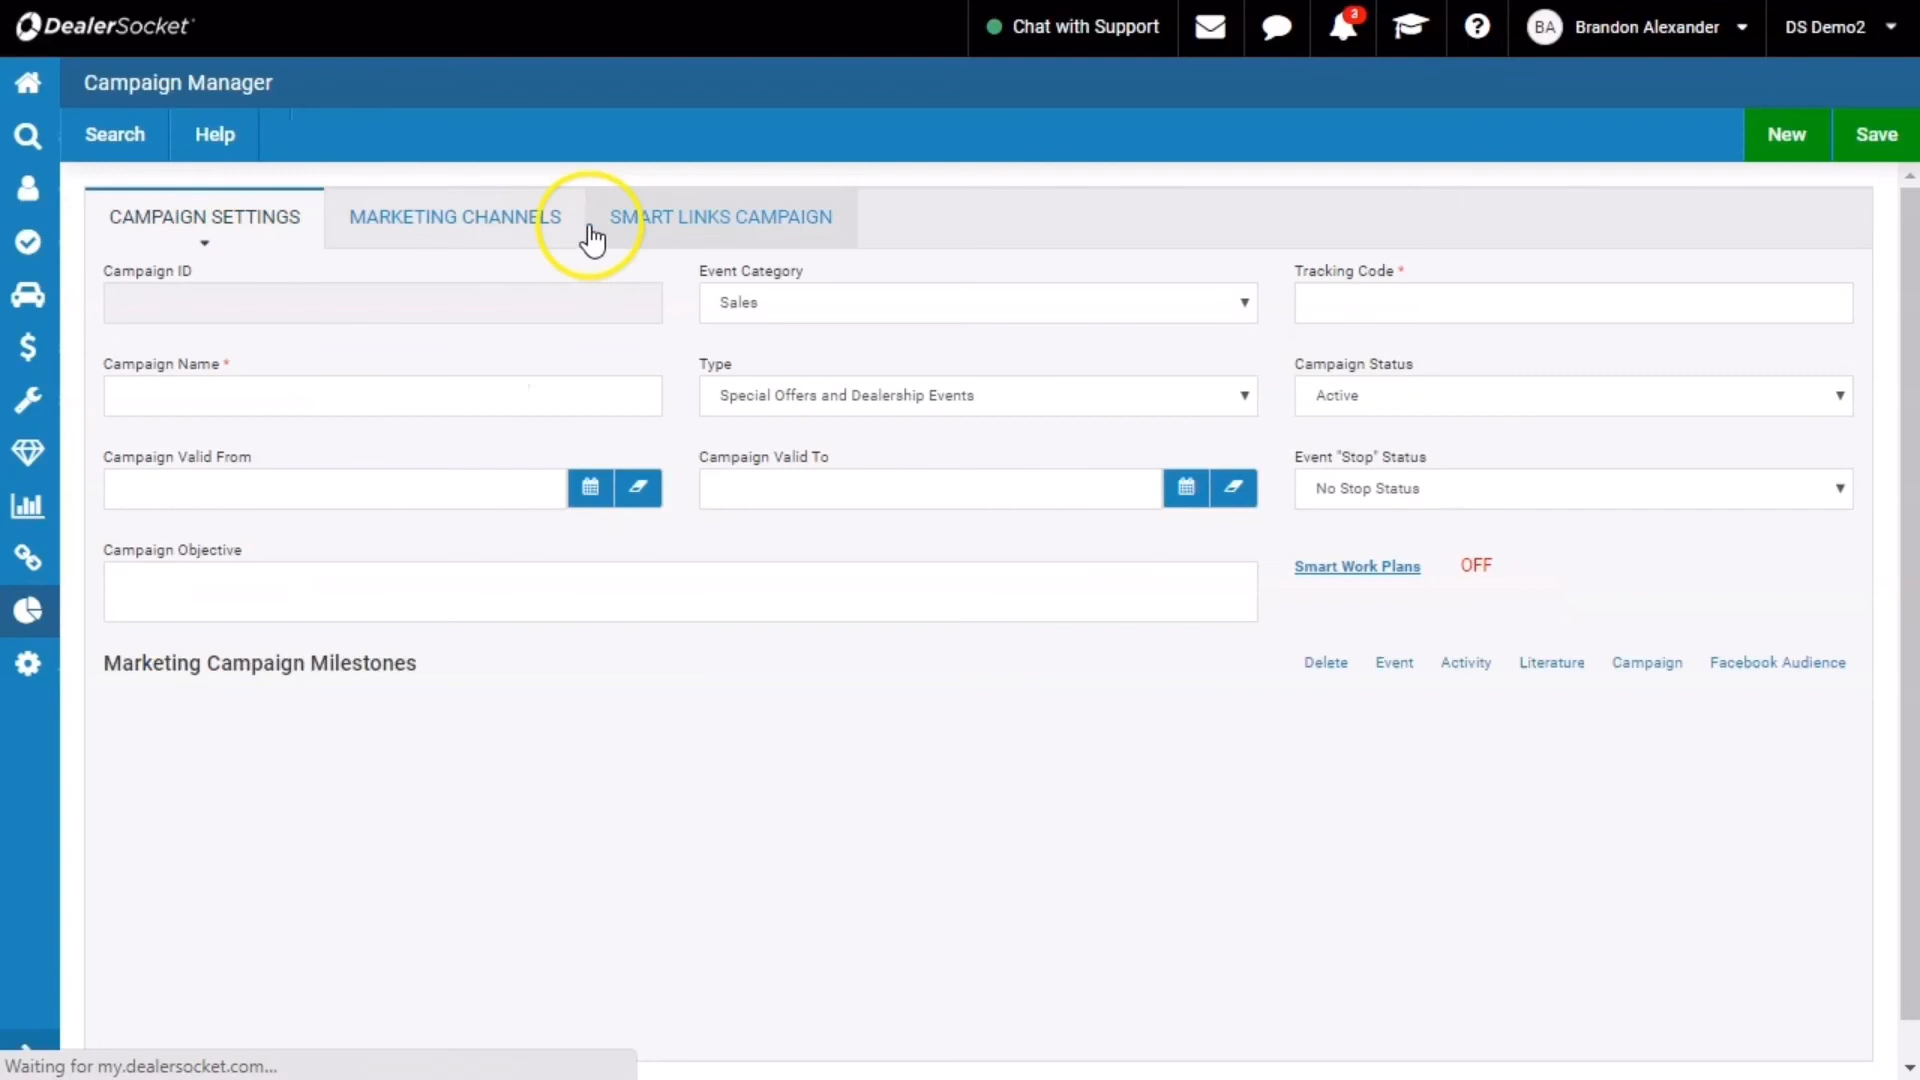 DealerSocket
Chat with Support
3
BA
Brandon Alexander
DS Demo2
Campaign Manager
Search
Help
New
Save
CAMPAIGN SETTINGS
MARKETING CHANNELS
SMART LINKS CAMPAIGN
Campaign ID
Event Category
Tracking Code *
Sales
Campaign Name *
Type
Campaign Status
Special Offers and Dealership Events
Active
Campaign Valid From
Campaign Valid To
Event "Stop" Status
No Stop Status
Campaign Objective
Smart Work Plans
OFF
Marketing Campaign Milestones
Delete
Event
Activity
Literature
Campaign
Facebook Audience
Waiting for my.dealersocket.com...